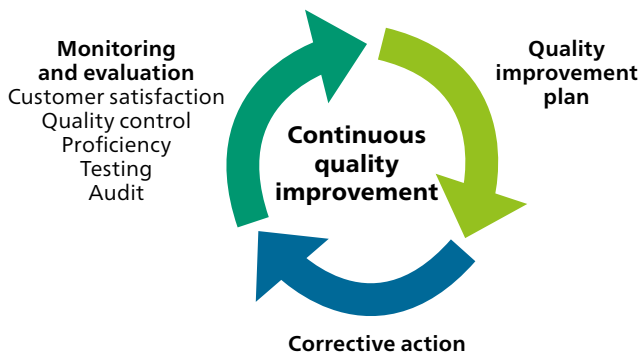 Monitoring
and evaluation
Customer satisfaction
Quality control
Proficiency
Testing
Audit
Continuous
quality
improvement
Quality
improvement
plan
Corrective action